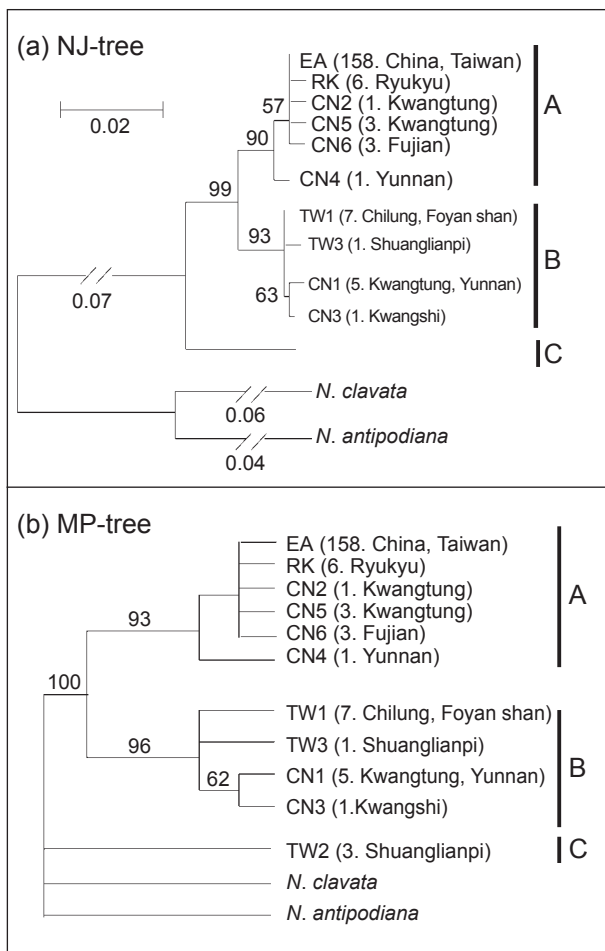 (a) NJ-tree
0.02
EA (158. China, Taiwan)
RK (6. Ryukyu)
CN2 (1. Kwangtung)
57
CN5 (3. Kwangtung)
CN6 (3. Fujian)
90
CN4 (1. Yunnan)
A
99
TW1 (7. Chilung, Foyan shan)
93
TW3 (1. Shuanglianpi)
CN1 (5. Kwangtung, Yunnan)
63
CN3 (1. Kwangshi)
B
0.07
C
N. clavata
0.06
N. antipodiana
0.04
(b) MP-tree
EA (158. China, Taiwan)
RK (6. Ryukyu)
CN2 (1. Kwangtung)
CN5 (3. Kwangtung)
CN6 (3. Fujian)
93
CN4 (1. Yunnan)
A
100
TW1 (7. Chilung, Foyan shan)
96
TW3 (1. Shuanglianpi)
CN1 (5. Kwangtung, Yunnan)
62
CN3 (1.Kwangshi)
B
TW2 (3. Shuanglianpi)
C
N. clavata
N. antipodiana